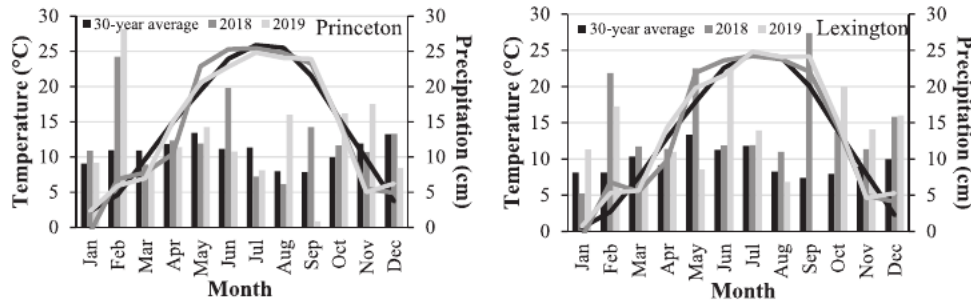 30-year average 2018 2019 Princeton
Temperature (°C)
30
25
20
15
10
5
0
30
25
20
15
10
5
0
Precipitation (cm)
Jan Feb Mar Apr May Jun Jul Aug Sep Oct Nov Dec
Month
30-year average 2018 2019 Lexington
Temperature (°C)
30
25
20
15
10
5
0
30
25
20
15
10
5
0
Precipitation (cm)
Jan Feb Mar Apr May Jun Jul Aug Sep Oct Nov Dec
Month